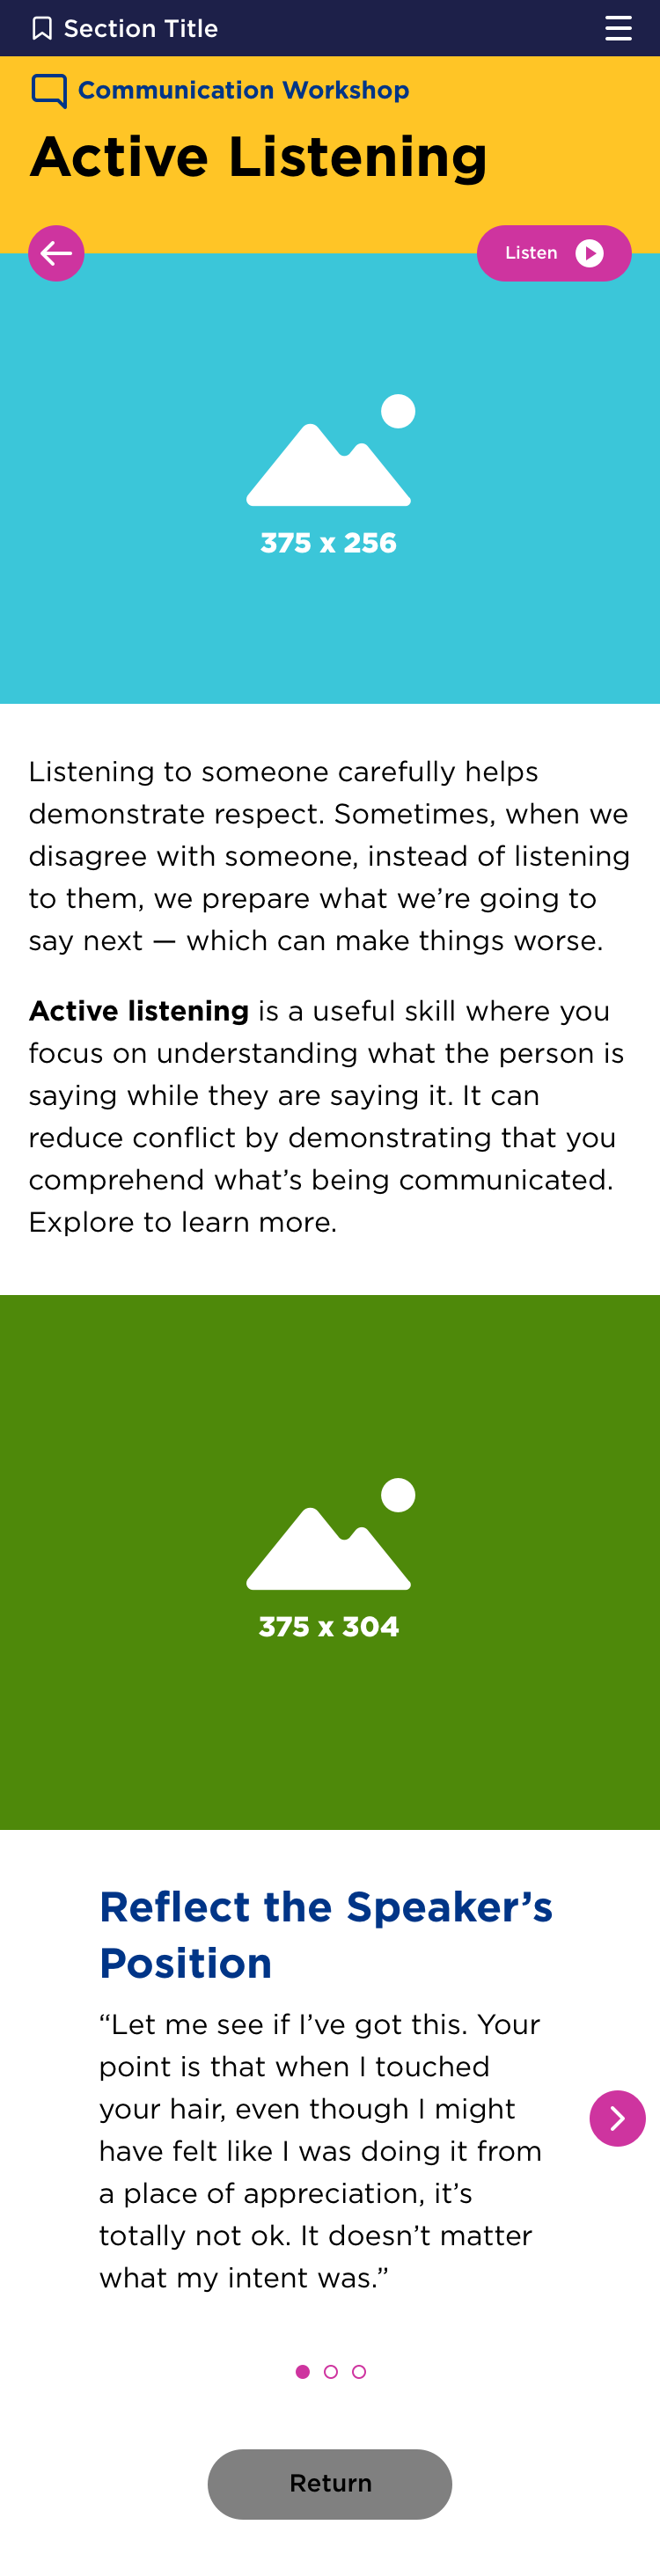 Section Title
Communication Workshop
Active Listening
Listen
375 x 256
Listening to someone carefully helps
demonstrate respect. Sometimes, when we
disagree with someone, instead of listening
to them, we prepare what we’re going to
say next — which can make things worse.
Active listening is a useful skill where you
focus on understanding what the person is
saying while they are saying it. It can
reduce conflict by demonstrating that you
comprehend what’s being communicated.
Explore to learn more.
375 x 304
Reflect the Speaker’s
Position
“Let me see if I’ve got this. Your
point is that when I touched
your hair, even though I might
have felt like I was doing it from
a place of appreciation, it’s
totally not ok. It doesn’t matter
what my intent was.”
Return